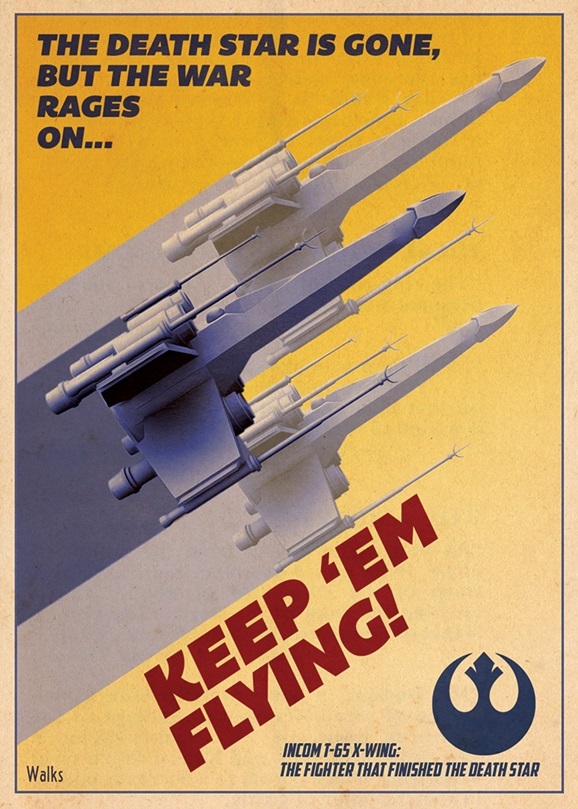 THE DEATH STAR IS GONE,
BUT THE WAR
RAGES
ON...
KEEP ‘EM
FLYING!
INCOM T-65 X-WING:
THE FIGHTER THAT FINISHED THE DEATH STAR
Walks